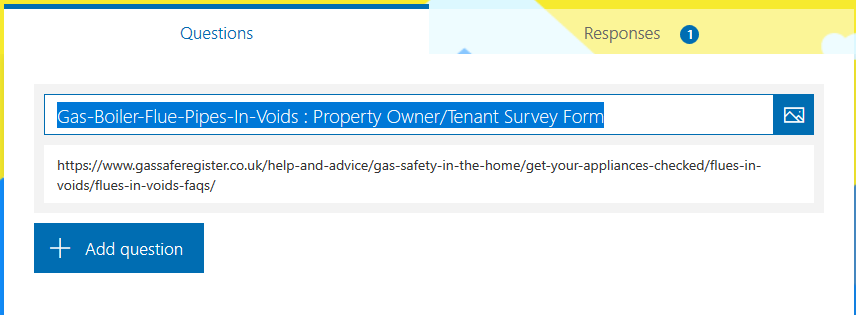 Questions
Responses 1
Gas-Boiler-Flue-Pipes-In-Voids : Property Owner/Tenant Survey Form
https://www.gassaferegister.co.uk/help-and-advice/gas-safety-in-the-home/get-your-appliances-checked/flues-in-
voids/flues-in-voids-faqs/
Add question